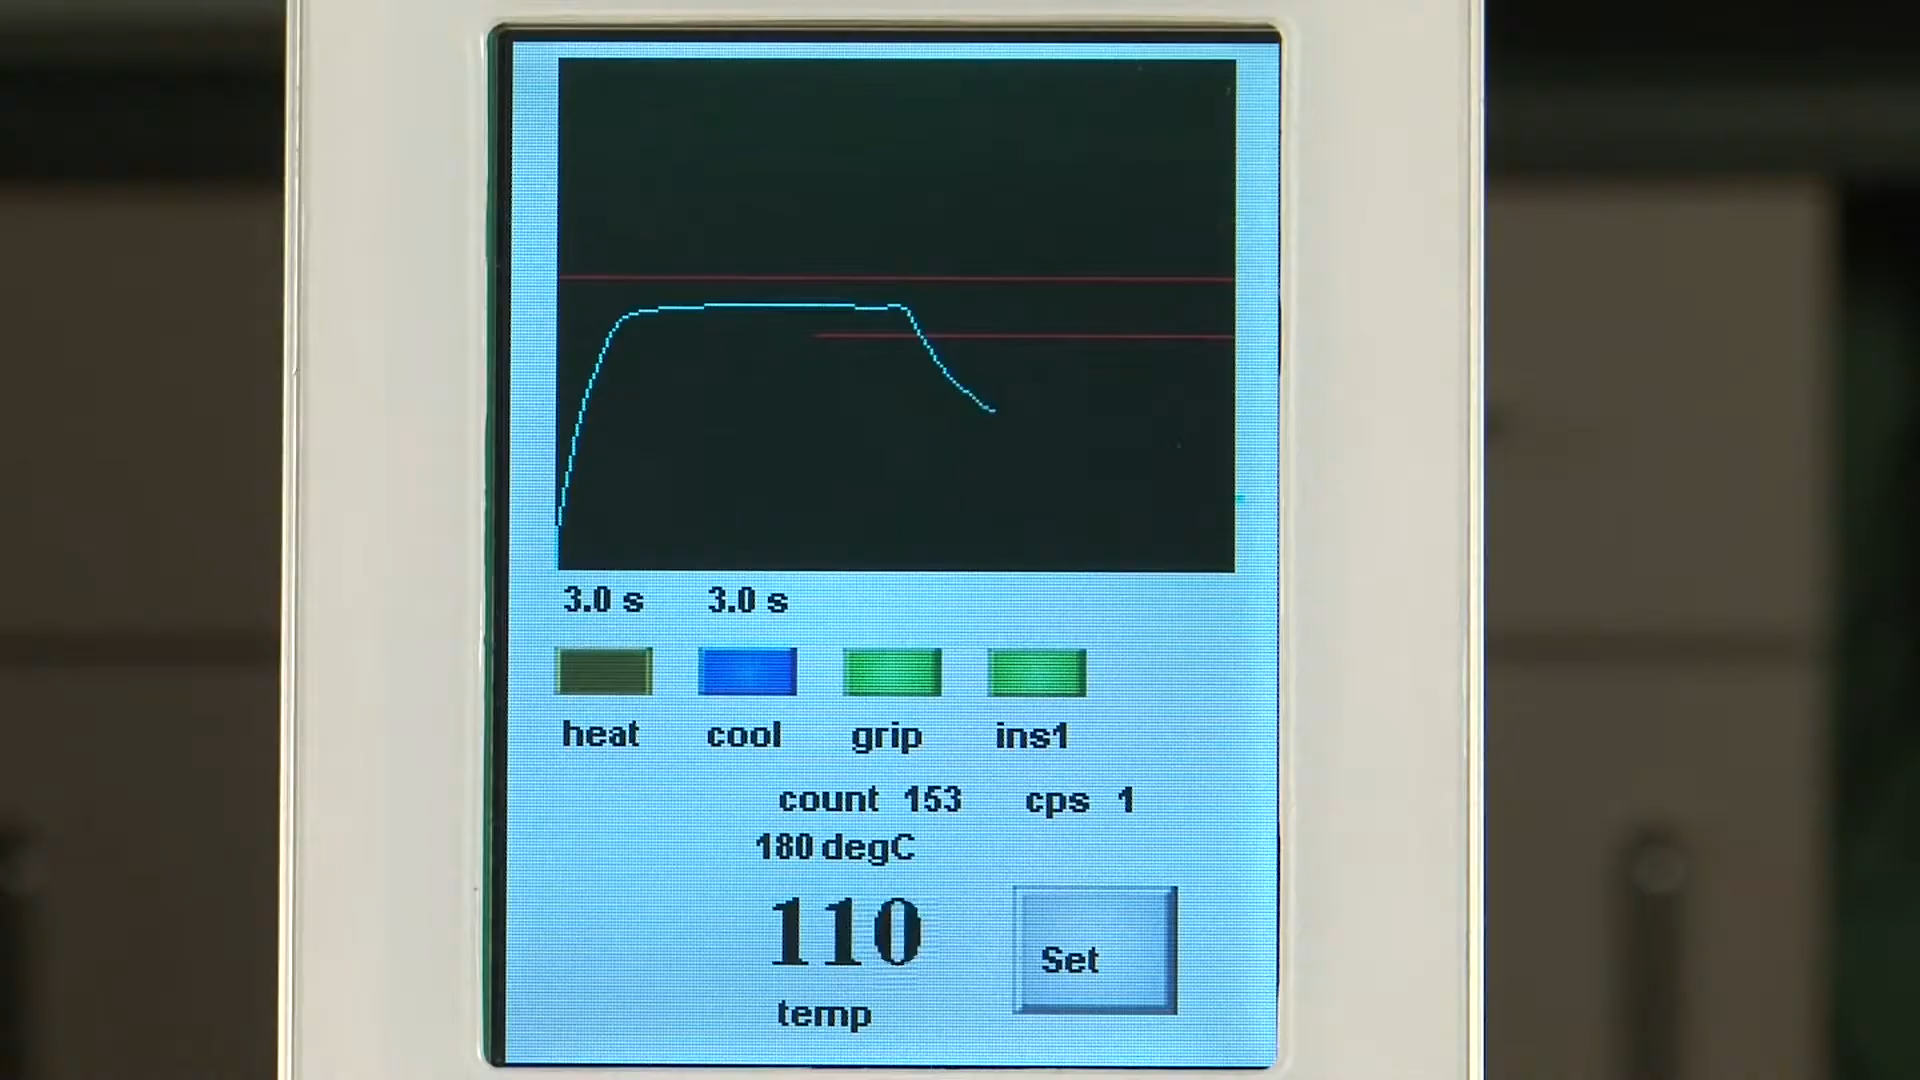 3.0 s 3.0 s
heat cool grip ins1
count 153 cps 1
180 degC
110
Set
temp